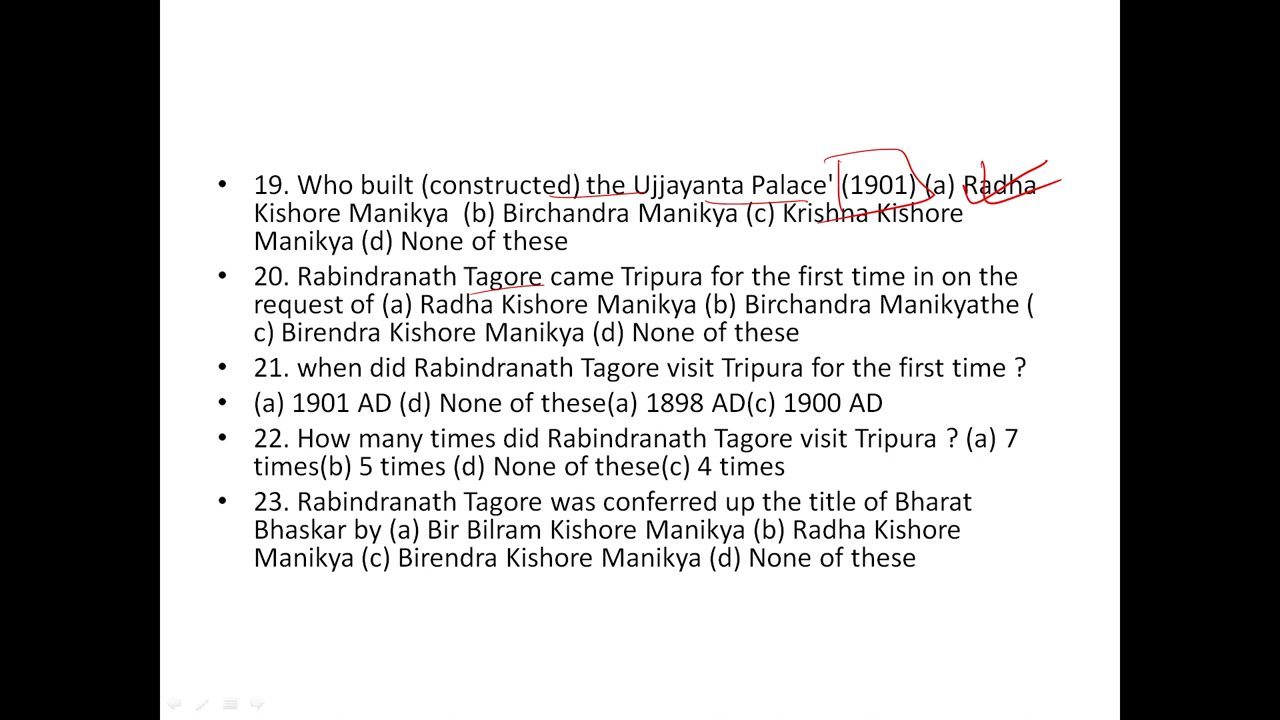 • 19. Who built (constructed) the Ujjayanta Palace' (1901) (a) Radha
Kishore Manikya (b) Birchandra Manikya (c) Krishna Kishore
Manikya (d) None of these
• 20. Rabindranath Tagore came Tripura for the first time in on the
request of (a) Radha Kishore Manikya (b) Birchandra Manikyathe (
c) Birendra Kishore Manikya (d) None of these
• 21. when did Rabindranath Tagore visit Tripura for the first time ?
• (a) 1901 AD (d) None of these(a) 1898 AD(c) 1900 AD
• 22. How many times did Rabindranath Tagore visit Tripura ? (a) 7
times(b) 5 times (d) None of these(c) 4 times
• 23. Rabindranath Tagore was conferred up the title of Bharat
Bhaskar by (a) Bir Bilram Kishore Manikya (b) Radha Kishore
Manikya (c) Birendra Kishore Manikya (d) None of these